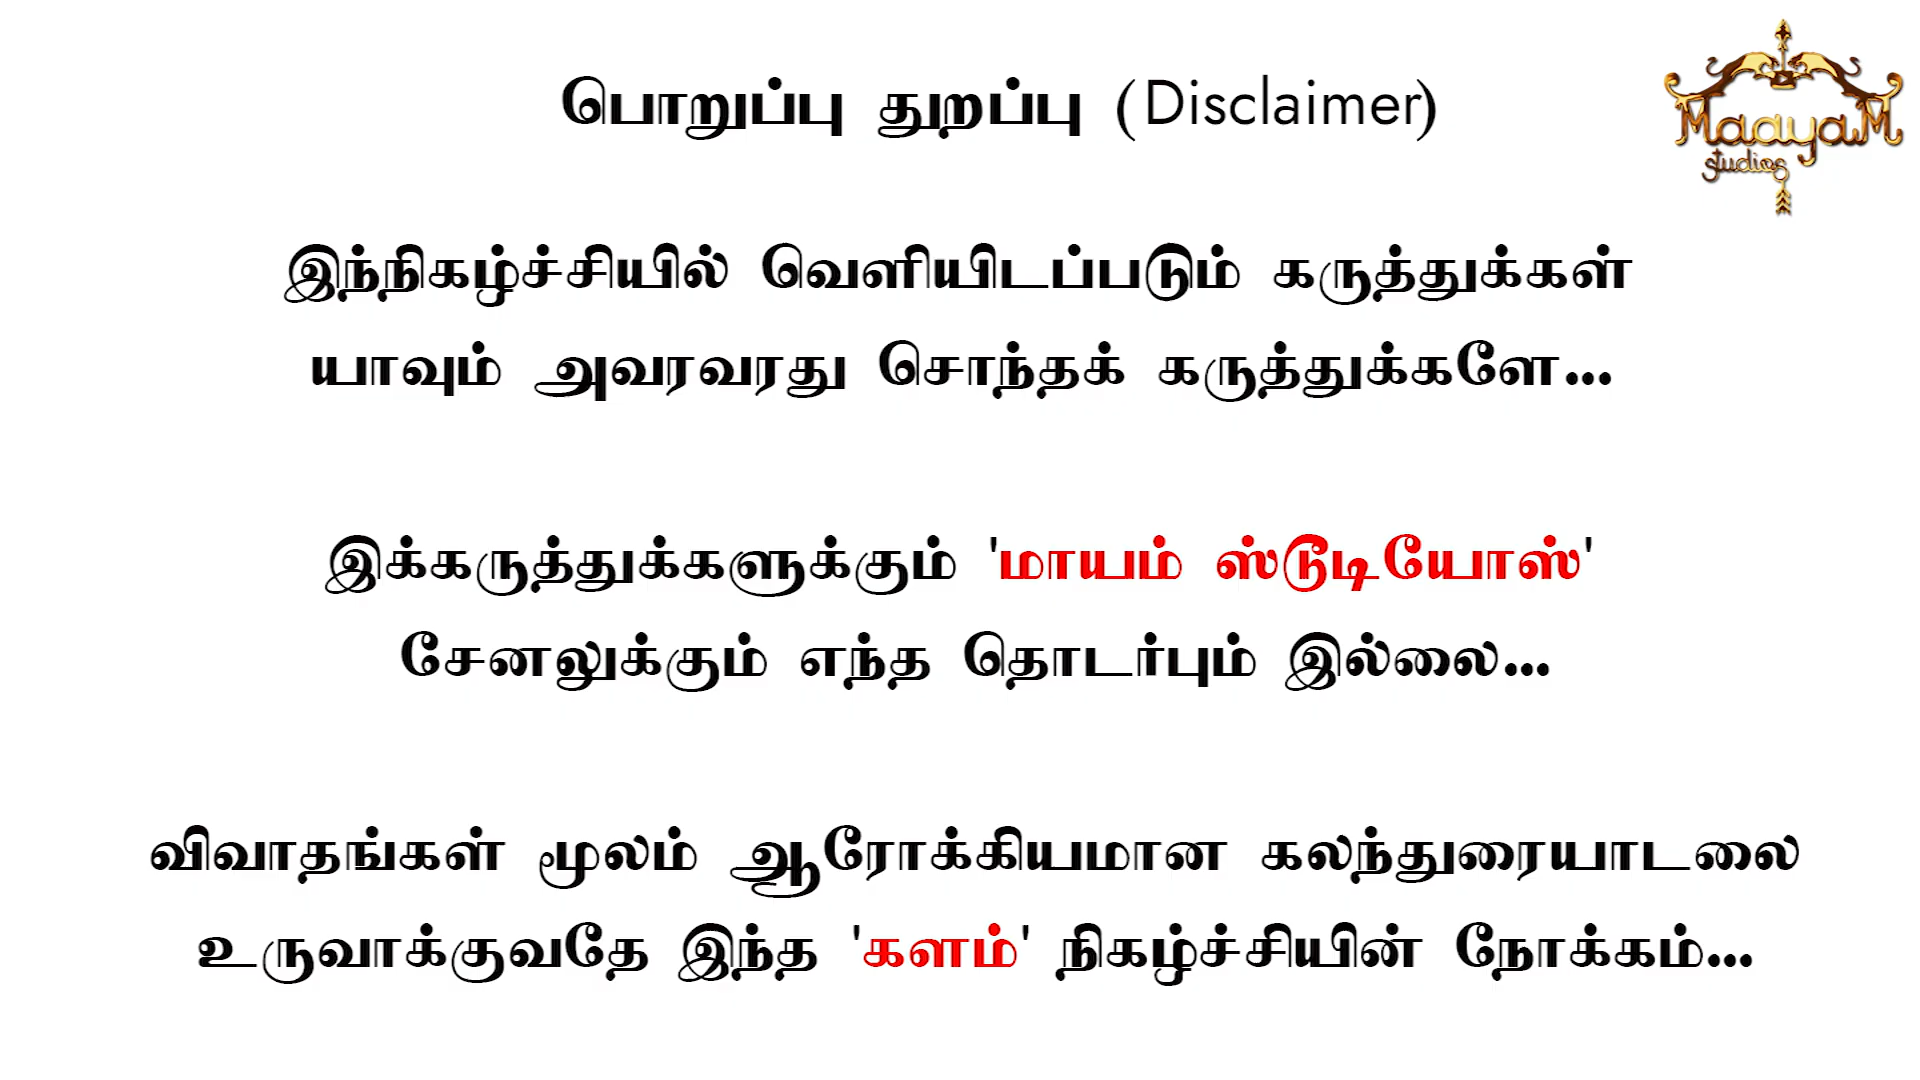 பொறுப்பு துறப்பு (Disclaimer)
Maayam
studios
இந்நிகழ்ச்சியில் வெளியிடப்படும் கருத்துக்கள்
யாவும் அவரவரது சொந்தக் கருத்துக்களே...
இக்கருத்துக்களுக்கும் 'மாயம் ஸ்டூடியோஸ்'
சேனலுக்கும் எந்த தொடர்பும் இல்லை...
விவாதங்கள் மூலம் ஆரோக்கியமான கலந்துரையாடலை
உருவாக்குவதே இந்த 'களம்' நிகழ்ச்சியின் நோக்கம்...